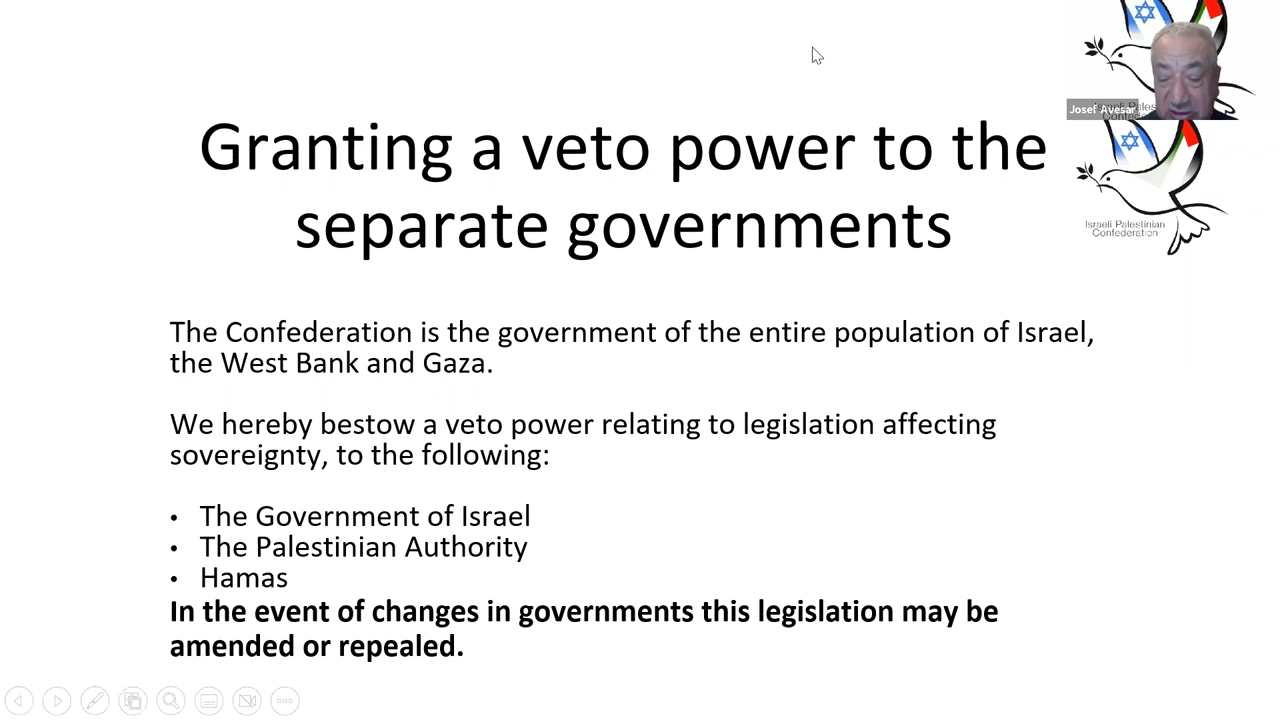 Granting a veto power to the
separate governments
Josef Avesar
Israeli Palestinian
Confederation
The Confederation is the government of the entire population of Israel,
the West Bank and Gaza.
We hereby bestow a veto power relating to legislation affecting
sovereignty, to the following:
• The Government of Israel
• The Palestinian Authority
• Hamas
In the event of changes in governments this legislation may be
amended or repealed.